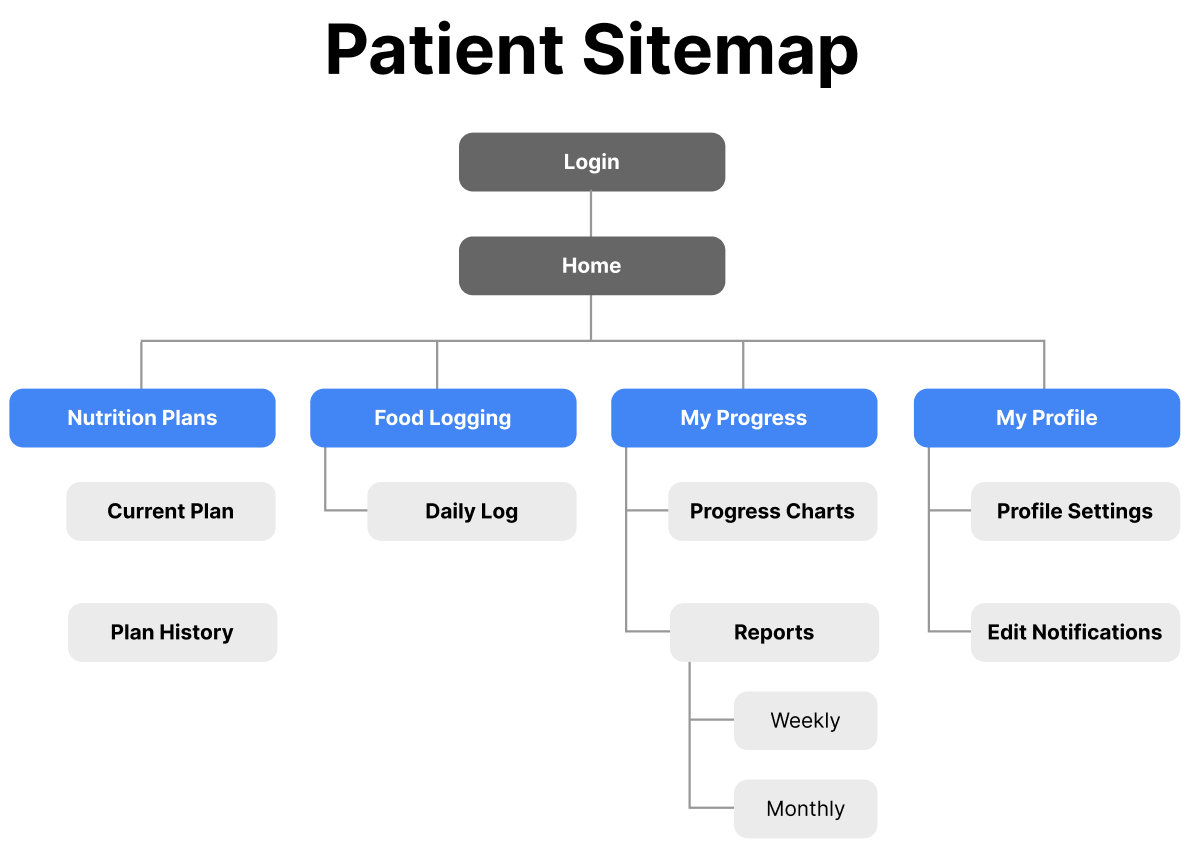 Patient Sitemap
Login
Home
Nutrition Plans
Food Logging
My Progress
My Profile
Current Plan
Daily Log
Progress Charts
Profile Settings
Plan History
Reports
Edit Notifications
Weekly
Monthly